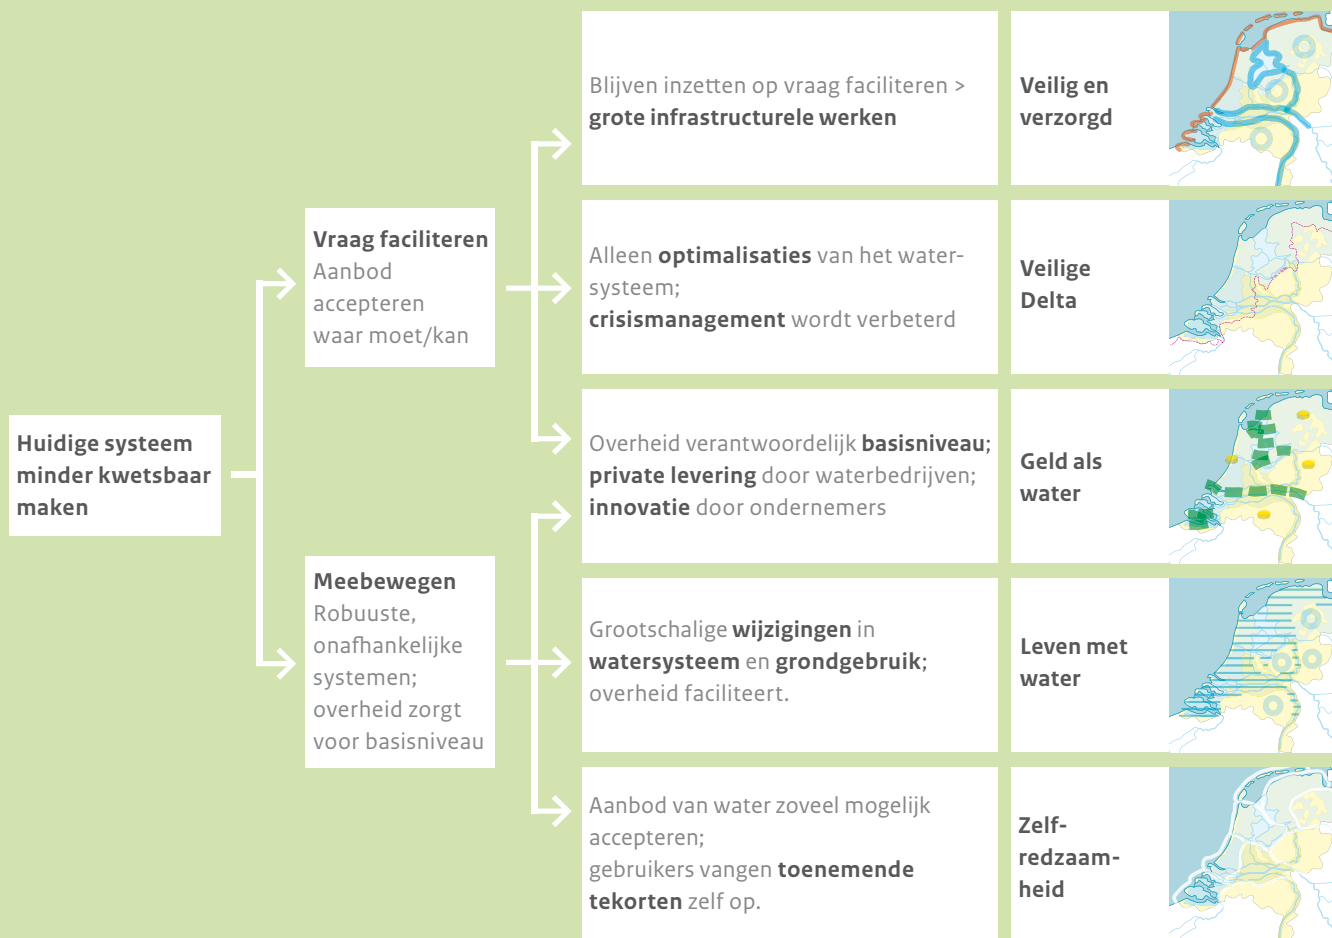 Huidige systeem
minder kwetsbaar
maken
Vraag faciliteren
Aanbod
accepteren
waar moet/kan
Meebewegen
Robuuste,
onafhankelijke
systemen;
overheid zorgt
voor basisniveau
Blijven inzetten op vraag faciliteren >
grote infrastructurele werken
Veilig en
verzorgd
Alleen optimalisaties van het water-
systeem;
crisismanagement wordt verbeterd
Veilige
Delta
Overheid verantwoordelijk basisniveau;
private levering door waterbedrijven;
innovatie door ondernemers
Geld als
water
Grootschalige wijzigingen in
watersysteem en grondgebruik;
overheid faciliteert.
Leven met
water
Aanbod van water zoveel mogelijk
accepteren;
gebruikers vangen toenemende
tekorten zelf op.
Zelf-
redzaam-
heid